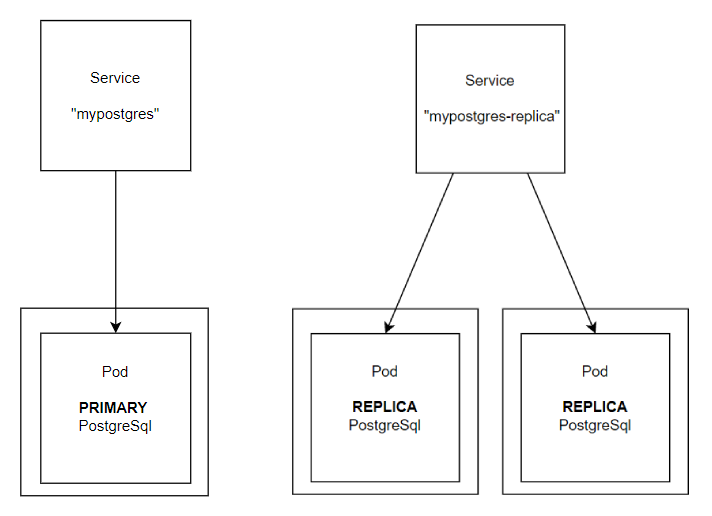 Service
"mypostgres"
Service
"mypostgres-replica"
Pod
PRIMARY
PostgreSql
Pod
REPLICA
PostgreSql
Pod
REPLICA
PostgreSql